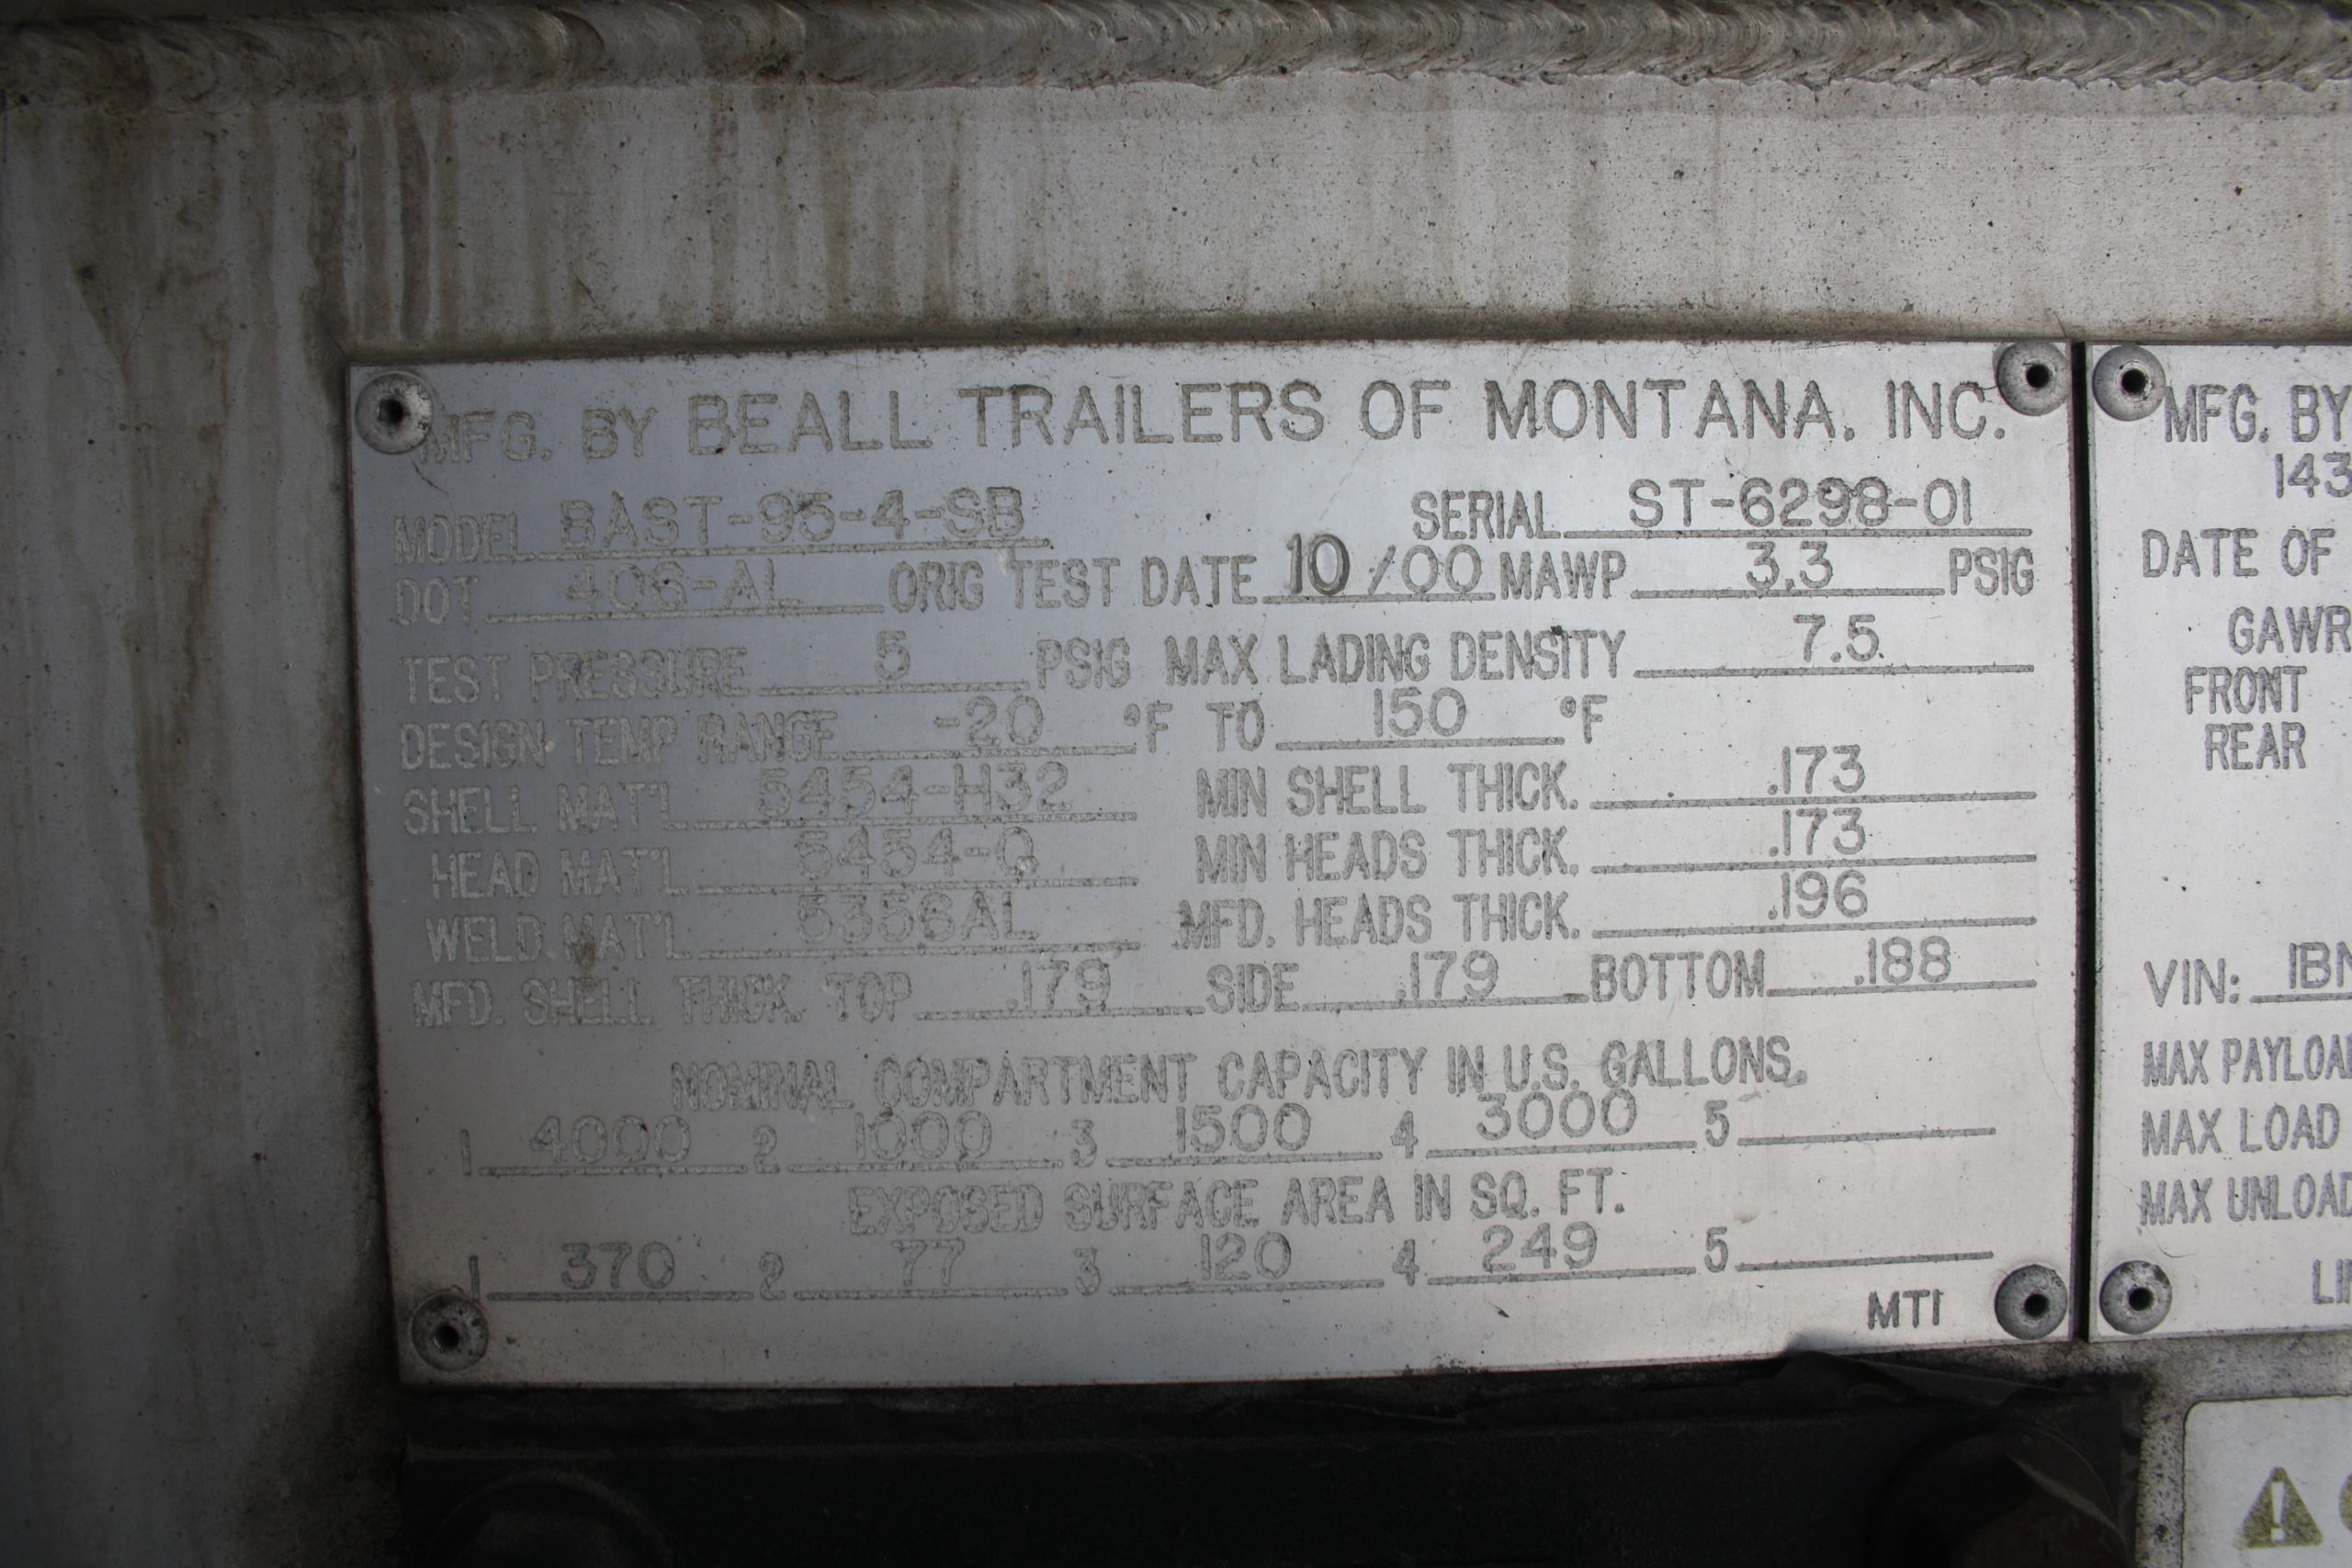 MFG. BY BEALL TRAILERS OF MONTANA, INC.
MODEL BAST-95-4-SB SERIAL ST-6298-01
DOT 406-AL ORIG TEST DATE 10/00 MAWP 3.3 PSIG
TEST PRESSURE 5 PSIG MAX LADING DENSITY 7.5
DESIGN TEMP RANGE -20 °F TO 150 °F
SHELL MAT'L 5454-H32 MIN SHELL THICK. .173
HEAD MAT'L 5454-O MIN HEADS THICK. .173
WELD. MAT'L 5356AL MFD. HEADS THICK. .196
MFD. SHELL THICK. TOP .179 SIDE .179 BOTTOM .188
NOMINAL COMPARTMENT CAPACITY IN U.S. GALLONS.
1 4000 2 1000 3 1500 4 3000 5
EXPOSED SURFACE AREA IN SQ. FT.
1 370 2 77 3 120 4 249 5
MTI
MFG. BY
143
DATE OF
GAWR
FRONT
REAR
VIN: 1BN
MAX PAYLOA
MAX LOAD
MAX UNLOAD
LI